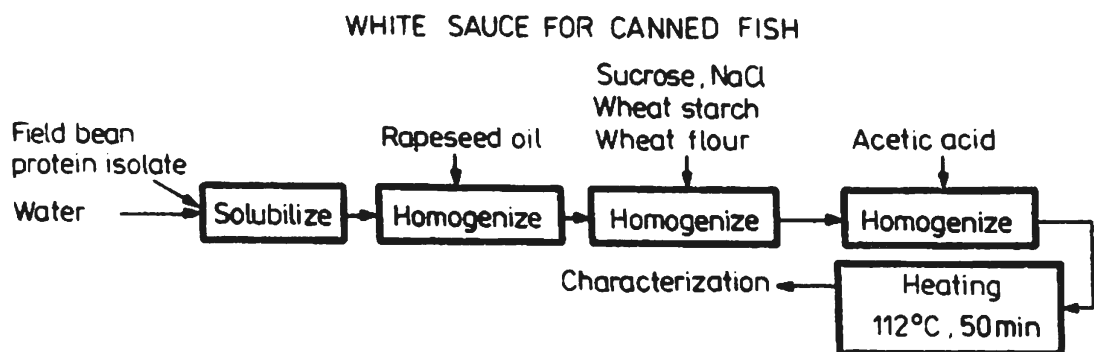 WHITE SAUCE FOR CANNED FISH
Sucrose, NaCl
Wheat starch
Wheat flour
Field bean
protein isolate
Rapeseed oil
Acetic acid
Water
Solubilize
Homogenize
Homogenize
Homogenize
Characterization
Heating
112°C, 50min